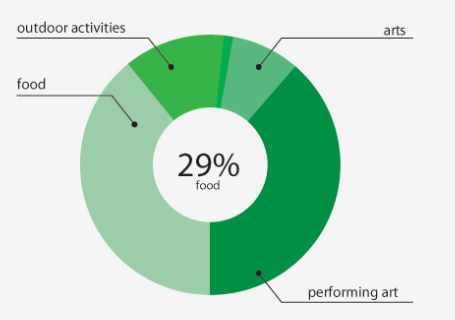 outdoor activities
arts
food
29%
food
performing art